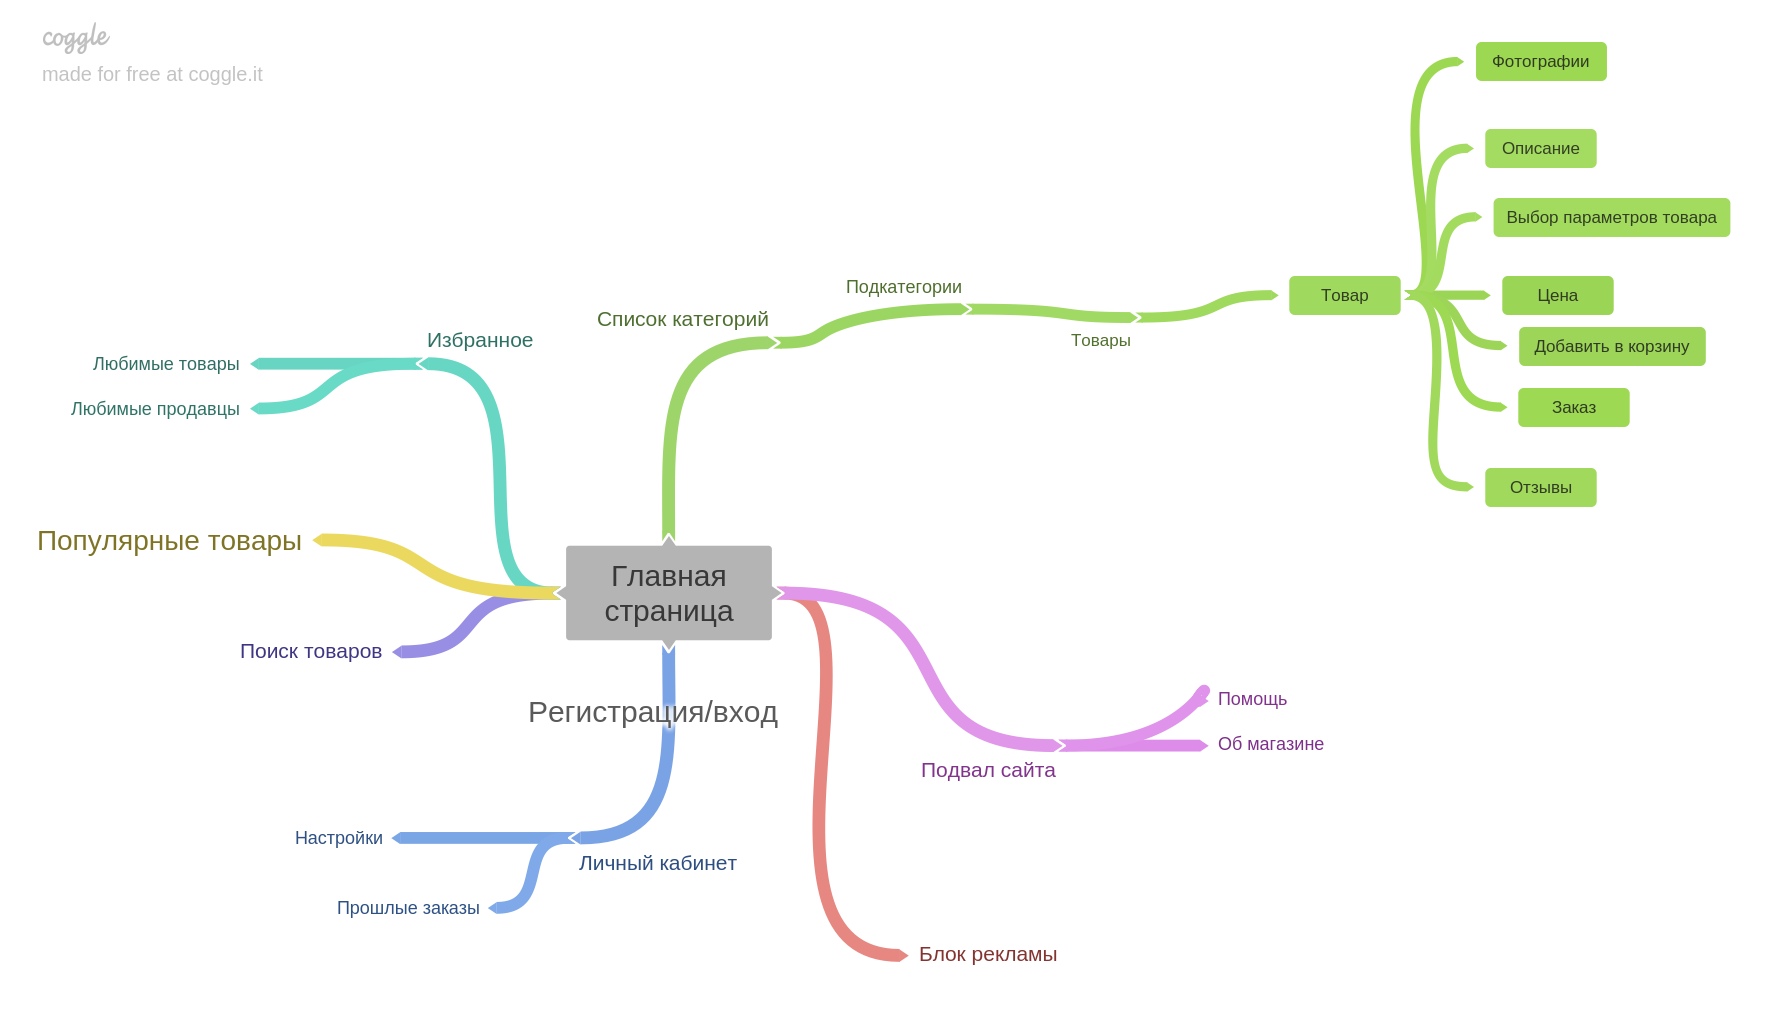 coggle
made for free at coggle.it
Фотографии
Описание
Выбор параметров товара
Цена
Добавить в корзину
Заказ
Отзывы
Товар
Товары
Подкатегории
Список категорий
Избранное
Любимые товары
Любимые продавцы
Популярные товары
Поиск товаров
Главная
страница
Регистрация/вход
Личный кабинет
Настройки
Прошлые заказы
Подвал сайта
Помощь
Об магазине
Блок рекламы